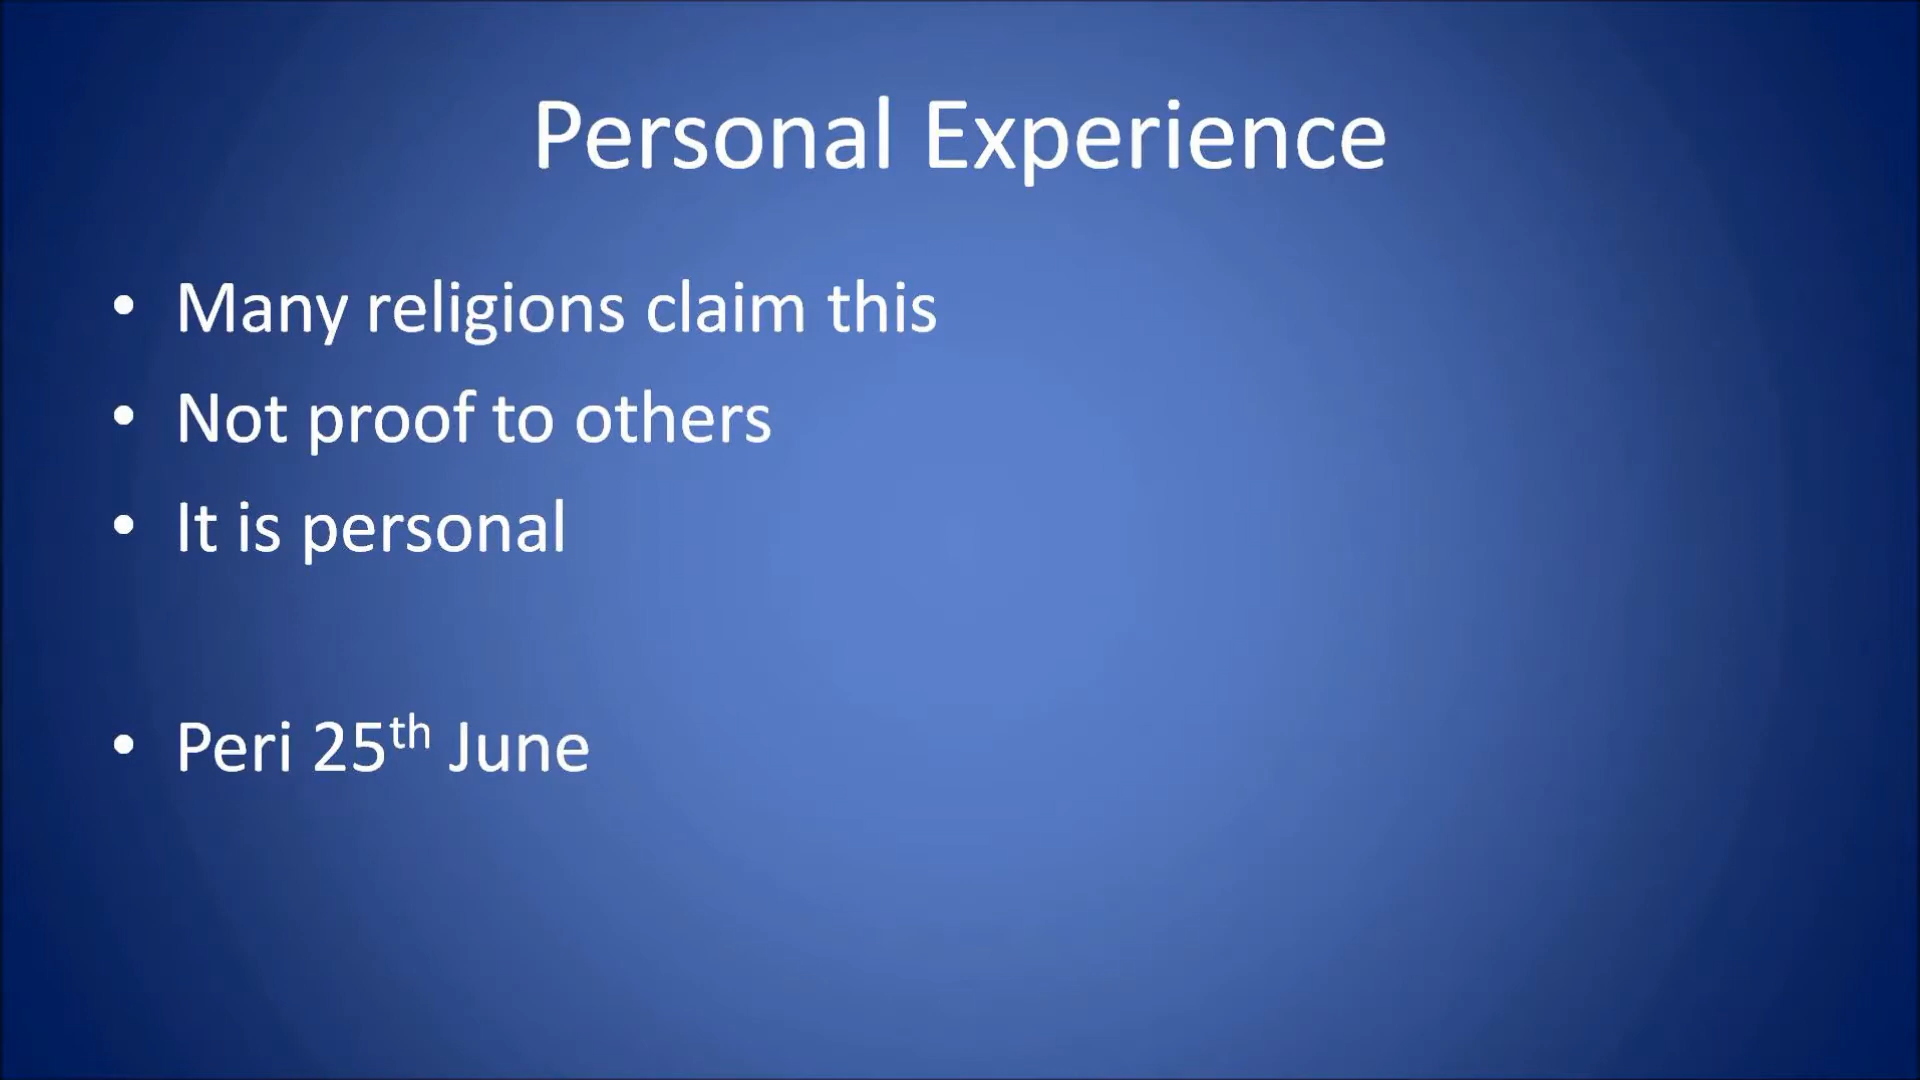 Personal Experience
• Many religions claim this
• Not proof to others
• It is personal
• Peri 25th June